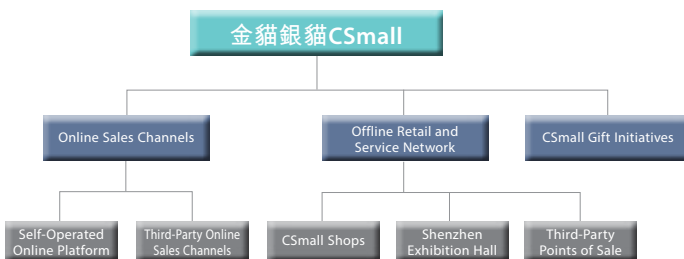 金貓銀貓CSmall
Online Sales Channels
Offline Retail and
Service Network
CSmall Gift Initiatives
Self-Operated
Online Platform
Third-Party Online
Sales Channels
CSmall Shops
Shenzhen
Exhibition Hall
Third-Party
Points of Sale